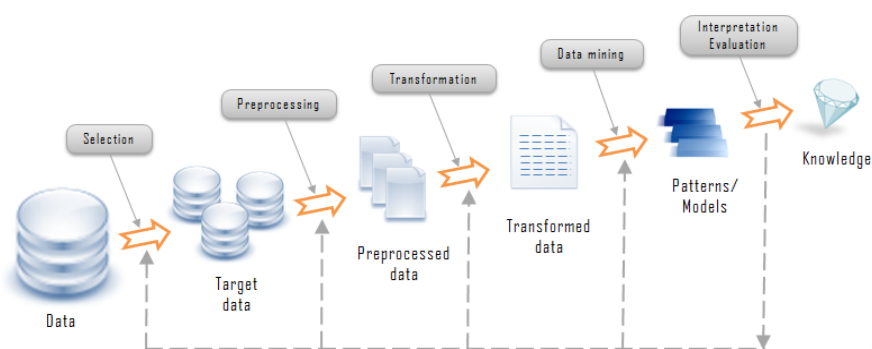 Interpretation
Evaluation
Data mining
Transformation
Preprocessing
Selection
Knowledge
Patterns/
Models
Transformed
data
Preprocessed
data
Target
data
Data